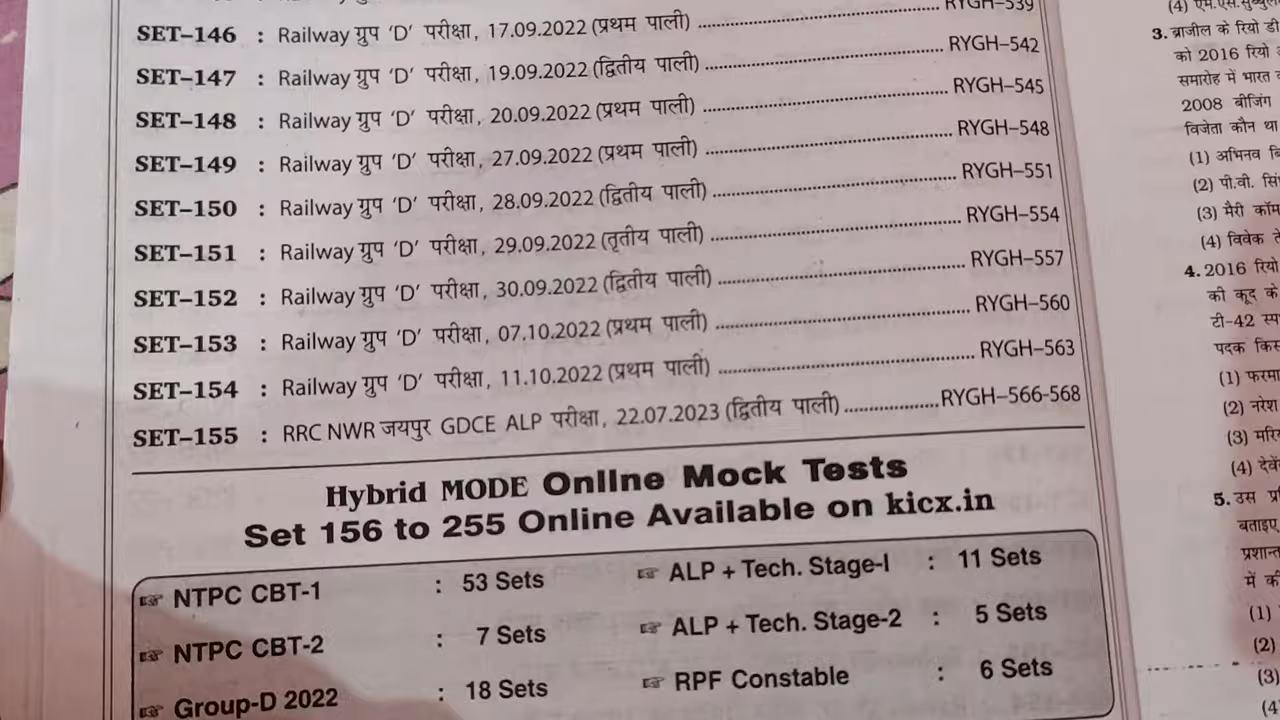 SET–146 : Railway ग्रुप 'D' परीक्षा, 17.09.2022 (प्रथम पाली) .......... RYGH–539
SET–147 : Railway ग्रुप 'D' परीक्षा, 19.09.2022 (द्वितीय पाली) .......... RYGH–542
SET–148 : Railway ग्रुप 'D' परीक्षा, 20.09.2022 (प्रथम पाली) .......... RYGH–545
SET–149 : Railway ग्रुप 'D' परीक्षा, 27.09.2022 (प्रथम पाली) .......... RYGH–548
SET–150 : Railway ग्रुप 'D' परीक्षा, 28.09.2022 (द्वितीय पाली) .......... RYGH–551
SET–151 : Railway ग्रुप 'D' परीक्षा, 29.09.2022 (तृतीय पाली) .......... RYGH–554
SET–152 : Railway ग्रुप 'D' परीक्षा, 30.09.2022 (द्वितीय पाली) .......... RYGH–557
SET–153 : Railway ग्रुप 'D' परीक्षा, 07.10.2022 (प्रथम पाली) .......... RYGH–560
SET–154 : Railway ग्रुप 'D' परीक्षा, 11.10.2022 (प्रथम पाली) .......... RYGH–563
SET–155 : RRC NWR जयपुर GDCE ALP परीक्षा, 22.07.2023 (द्वितीय पाली) .......... RYGH–566-568
Hybrid MODE Online Mock Tests
Set 156 to 255 Online Available on kicx.in
☞ NTPC CBT-1 : 53 Sets ☞ ALP + Tech. Stage-I : 11 Sets
☞ NTPC CBT-2 : 7 Sets ☞ ALP + Tech. Stage-2 : 5 Sets
☞ Group-D 2022 : 18 Sets ☞ RPF Constable : 6 Sets
3. ब्राजील के रियो डी
को 2016 रियो
समारोह में भारत
2008 बीजिंग
विजेता कौन था
(1) अभिनव
(2) पी.वी.
(3) मैरी कॉम
(4) विवेक
4. 2016 रियो
की कूद के
टी-42
पदक
(1)
(2) नरेश
(3)
(4)
5. उस
बताइए
में
(1)
(2)
(3)
(4